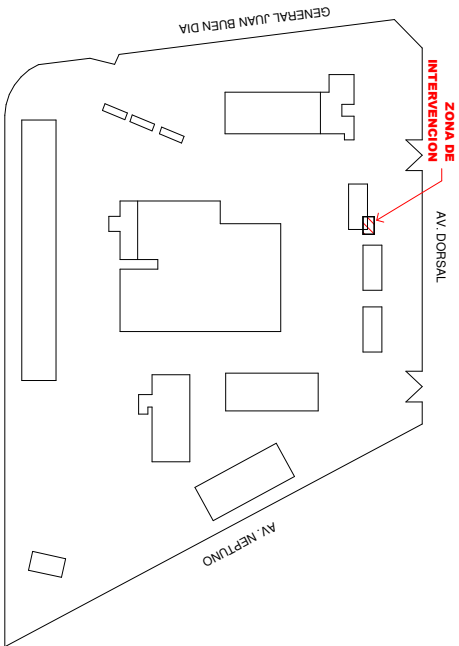 GENERAL JUAN BUEN DIA
ZONA DE
INTERVENCION
AV. DORSAL
AV. NEPTUNO